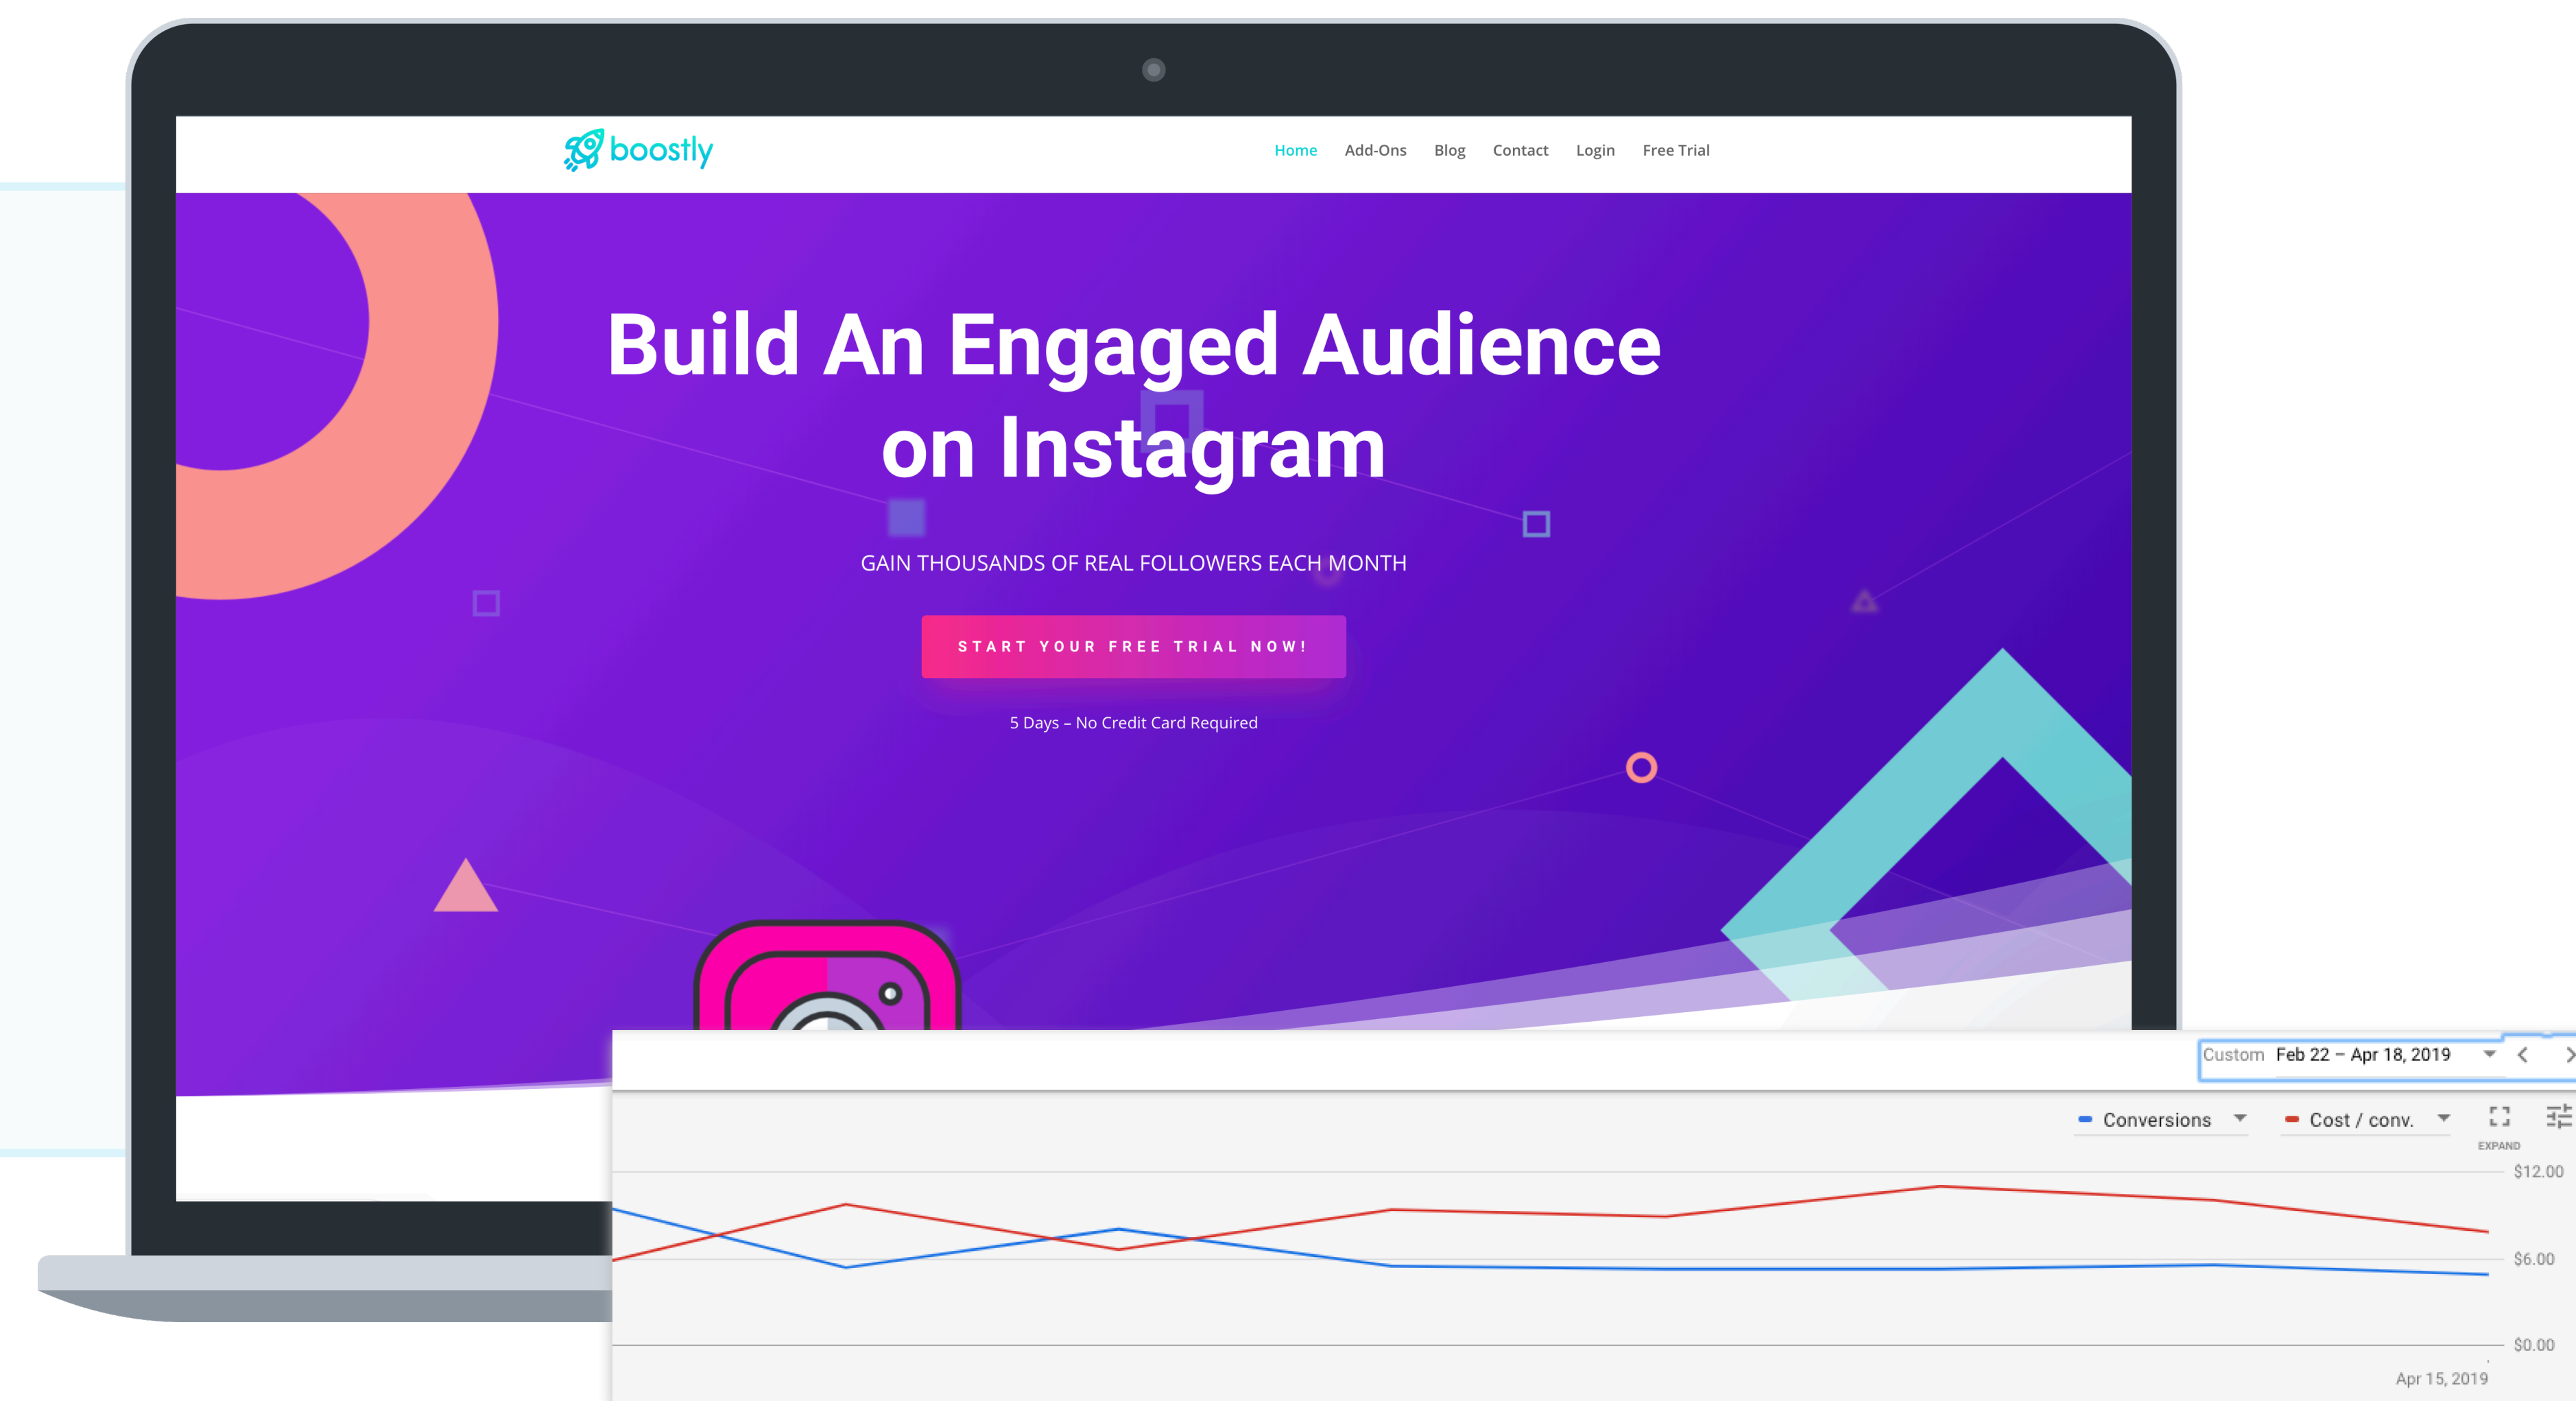 boostly
Home Add-Ons Blog Contact Login Free Trial
Build An Engaged Audience
on Instagram
GAIN THOUSANDS OF REAL FOLLOWERS EACH MONTH
START YOUR FREE TRIAL NOW!
5 Days – No Credit Card Required
Custom Feb 22 – Apr 18, 2019
Conversions Cost / conv.
EXPAND
$12.00
$6.00
$0.00
Apr 15, 2019